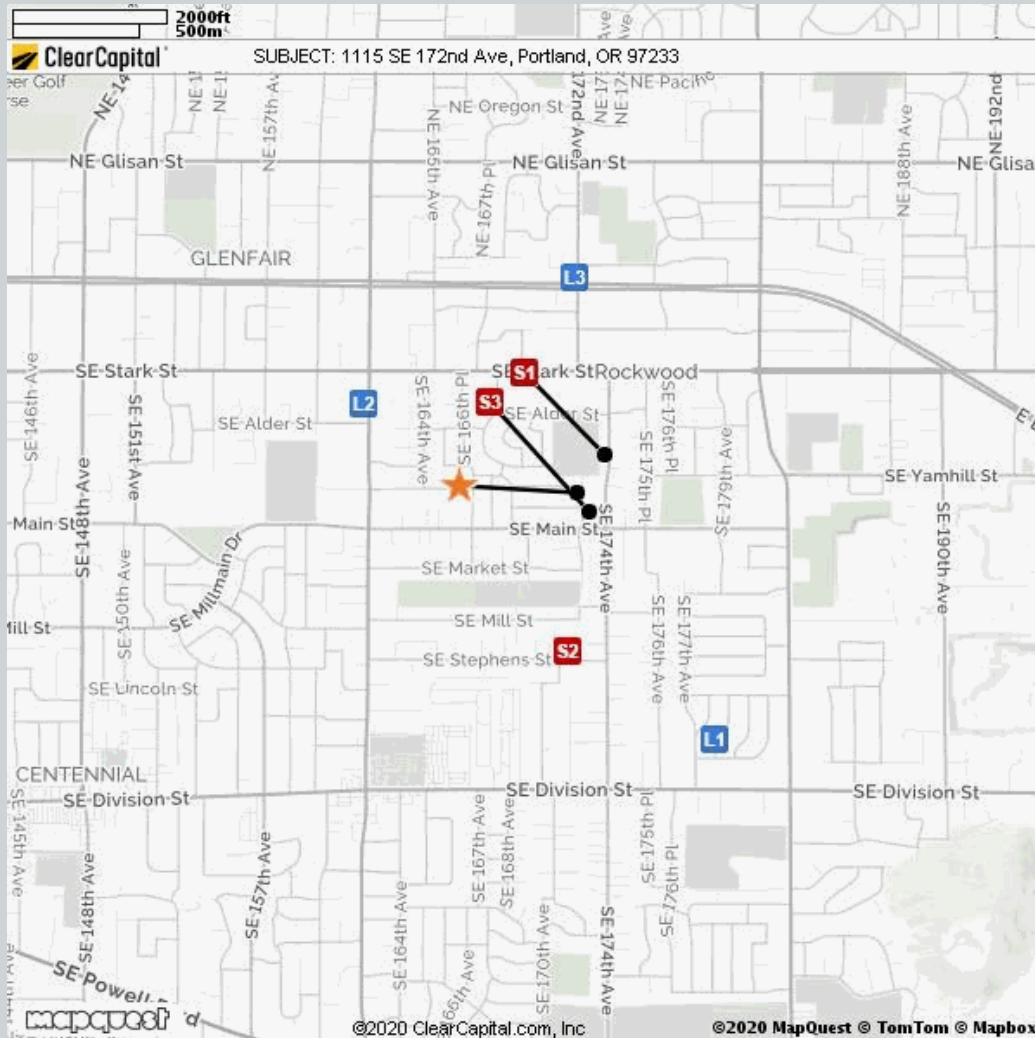 2000ft
500m
ClearCapital
SUBJECT: 1115 SE 172nd Ave, Portland, OR 97233
NE Oregon St
NE Pacific
NE 157th Av
NE 165th Ave
NE 167th Pl
172nd Ave
NE 188th Ave
NE 192nd
NE Glisan St
NE Glisan St
NE Glisa
GLENFAIR
L3
SE Stark St
S1
SE Stark St
Rockwood
L2
S3
SE Alder St
SE Alder St
SE 146th Ave
SE 151st Ave
SE 164th Ave
SE 166th Pl
SE 175th Pl
SE 176th Pl
SE 179th Ave
SE Yamhill St
Main St
SE Main St
SE 148th Ave
SE 150th Ave
SE Millmain Dr
SE Market St
SE 174th Ave
SE 190th Ave
Mill St
SE Mill St
SE 176th Ave
SE 177th Ave
S2
SE Stephens St
SE Lincoln St
L1
CENTENNIAL
SE Division St
SE Division St
SE Division St
SE 145th Ave
SE 148th Ave
SE 157th Ave
SE 164th Ave
SE 167th Ave
SE 168th Ave
SE 170th Ave
SE 174th Ave
SE 175th Pl
SE 176th Pl
66th Ave
SE Powell
mapquest
©2020 ClearCapital.com, Inc
©2020 MapQuest © TomTom © Mapbox